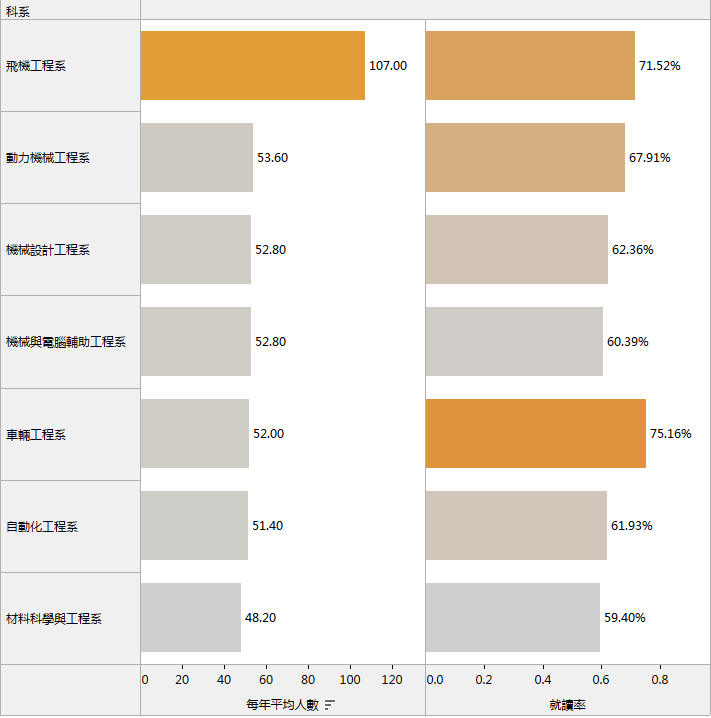 科系
飛機工程系 107.00 71.52%
動力機械工程系 53.60 67.91%
機械設計工程系 52.80 62.36%
機械與電腦輔助工程系 52.80 60.39%
車輛工程系 52.00 75.16%
自動化工程系 51.40 61.93%
材料科學與工程系 48.20 59.40%
0 20 40 60 80 100 120 0.0 0.2 0.4 0.6 0.8
每年平均人數 就讀率